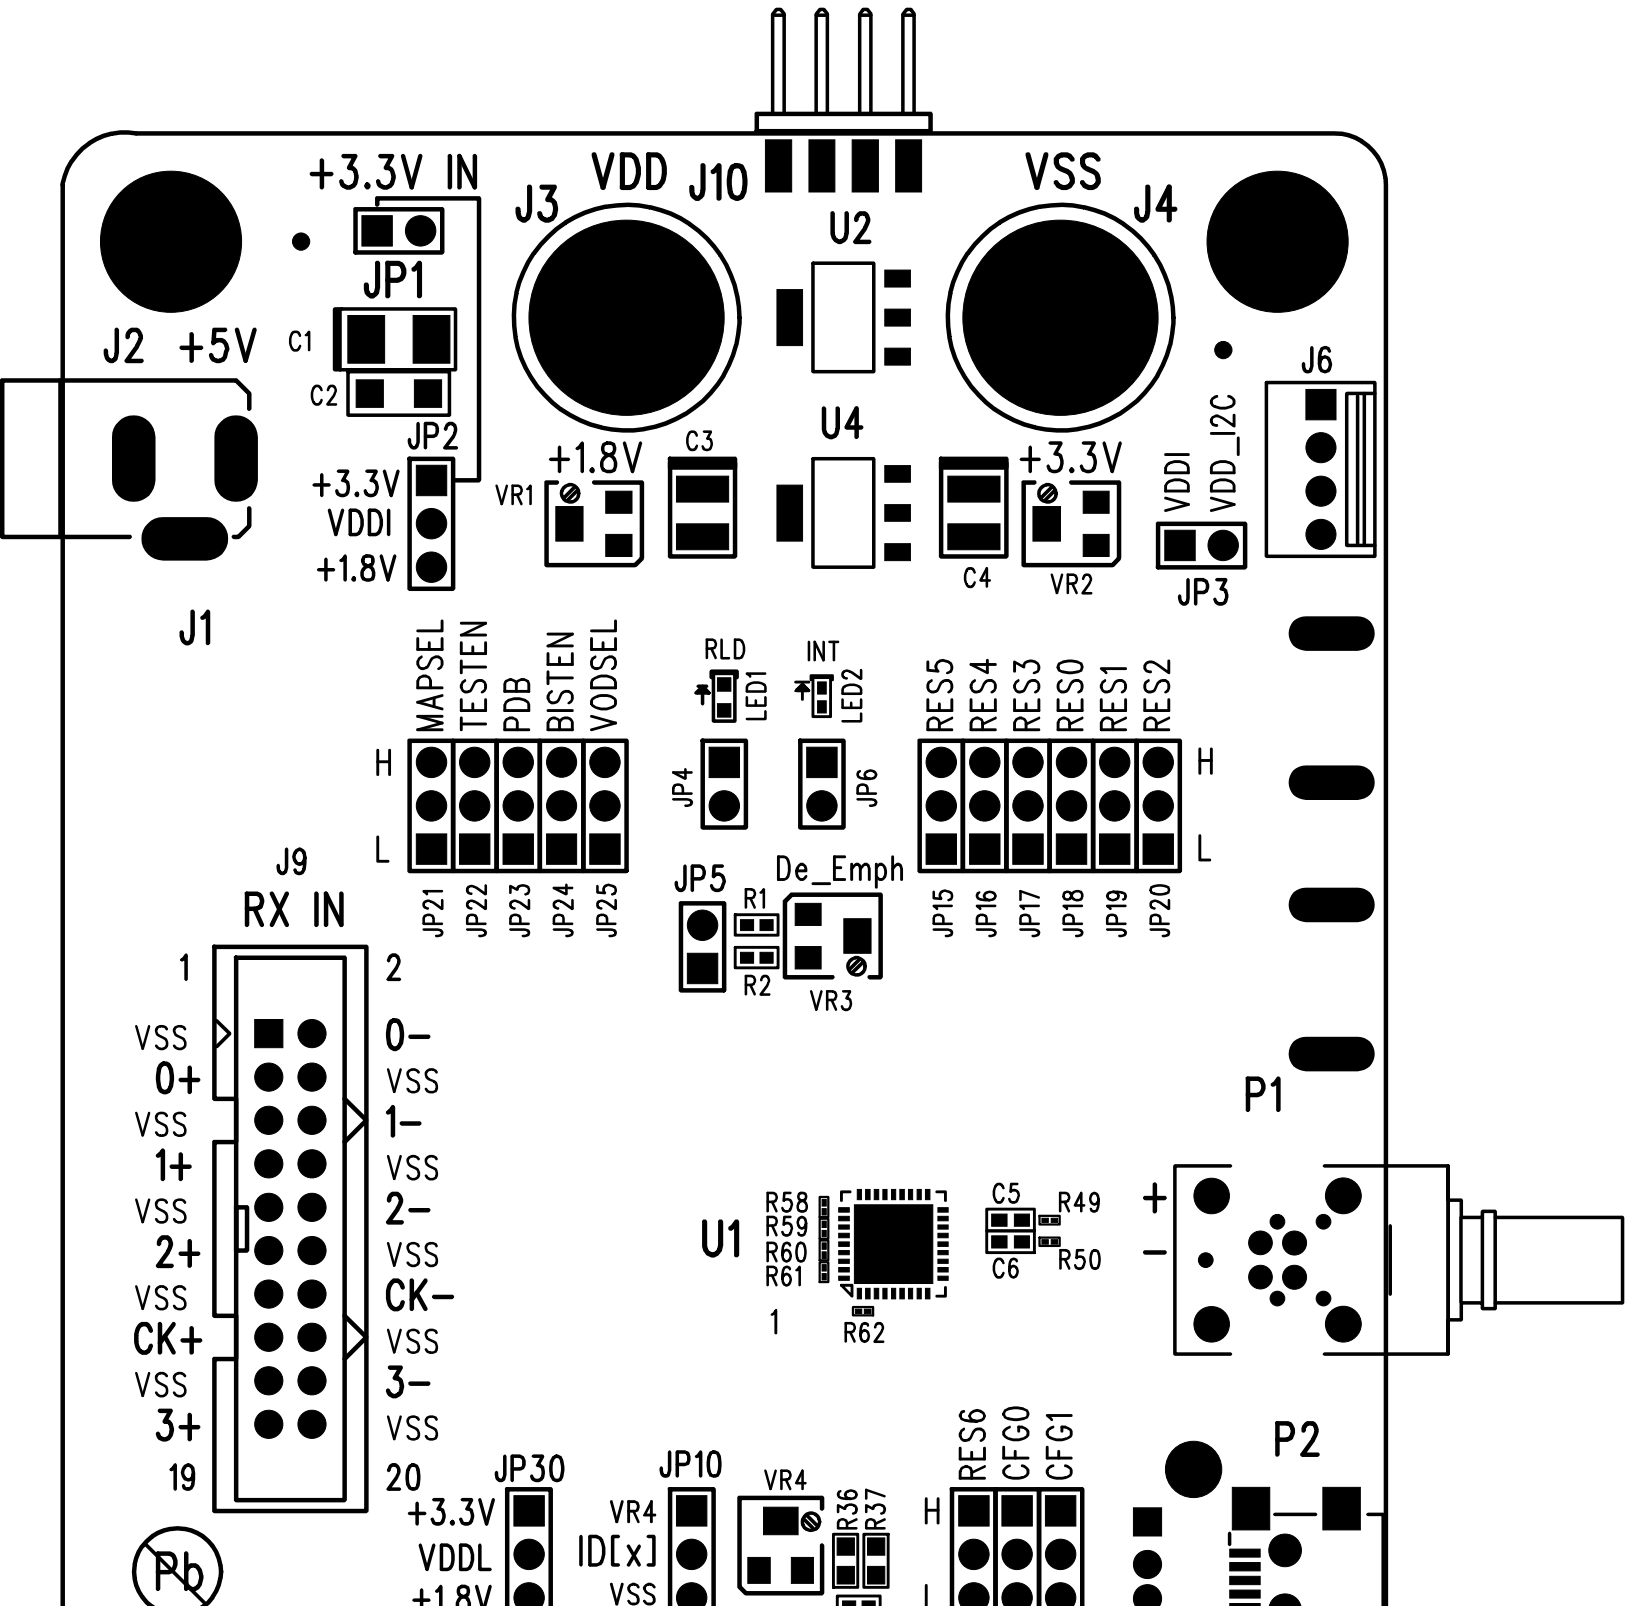 +3.3V IN
VDD
J10
VSS
J3
J4
U2
JP1
J2 +5V
C1
C2
J6
JP2
U4
C3
+1.8V
+3.3V
VDDI
VDD_I2C
+3.3V
VDDI
+1.8V
VR1
C4
VR2
JP3
J1
MAPSEL
TESTEN
PDB
BISTEN
VODSEL
RLD
INT
LED1
LED2
RES5
RES4
RES3
RES0
RES1
RES2
H
L
JP4
JP6
H
L
JP21
JP22
JP23
JP24
JP25
JP15
JP16
JP17
JP18
JP19
JP20
J9
RX IN
JP5
R1
R2
De_Emph
VR3
1 2
VSS 0-
0+ VSS
VSS 1-
1+ VSS
VSS 2-
2+ VSS
VSS CK-
CK+ VSS
VSS 3-
3+ VSS
19 20
P1
+
-
U1
R58
R59
R60
R61
1
R62
C5
C6
R49
R50
Pb
JP30
+3.3V
VDDL
+1.8V
JP10
VR4
ID[x]
VSS
VR4
R36
R37
RES6
CFG0
CFG1
H
L
P2